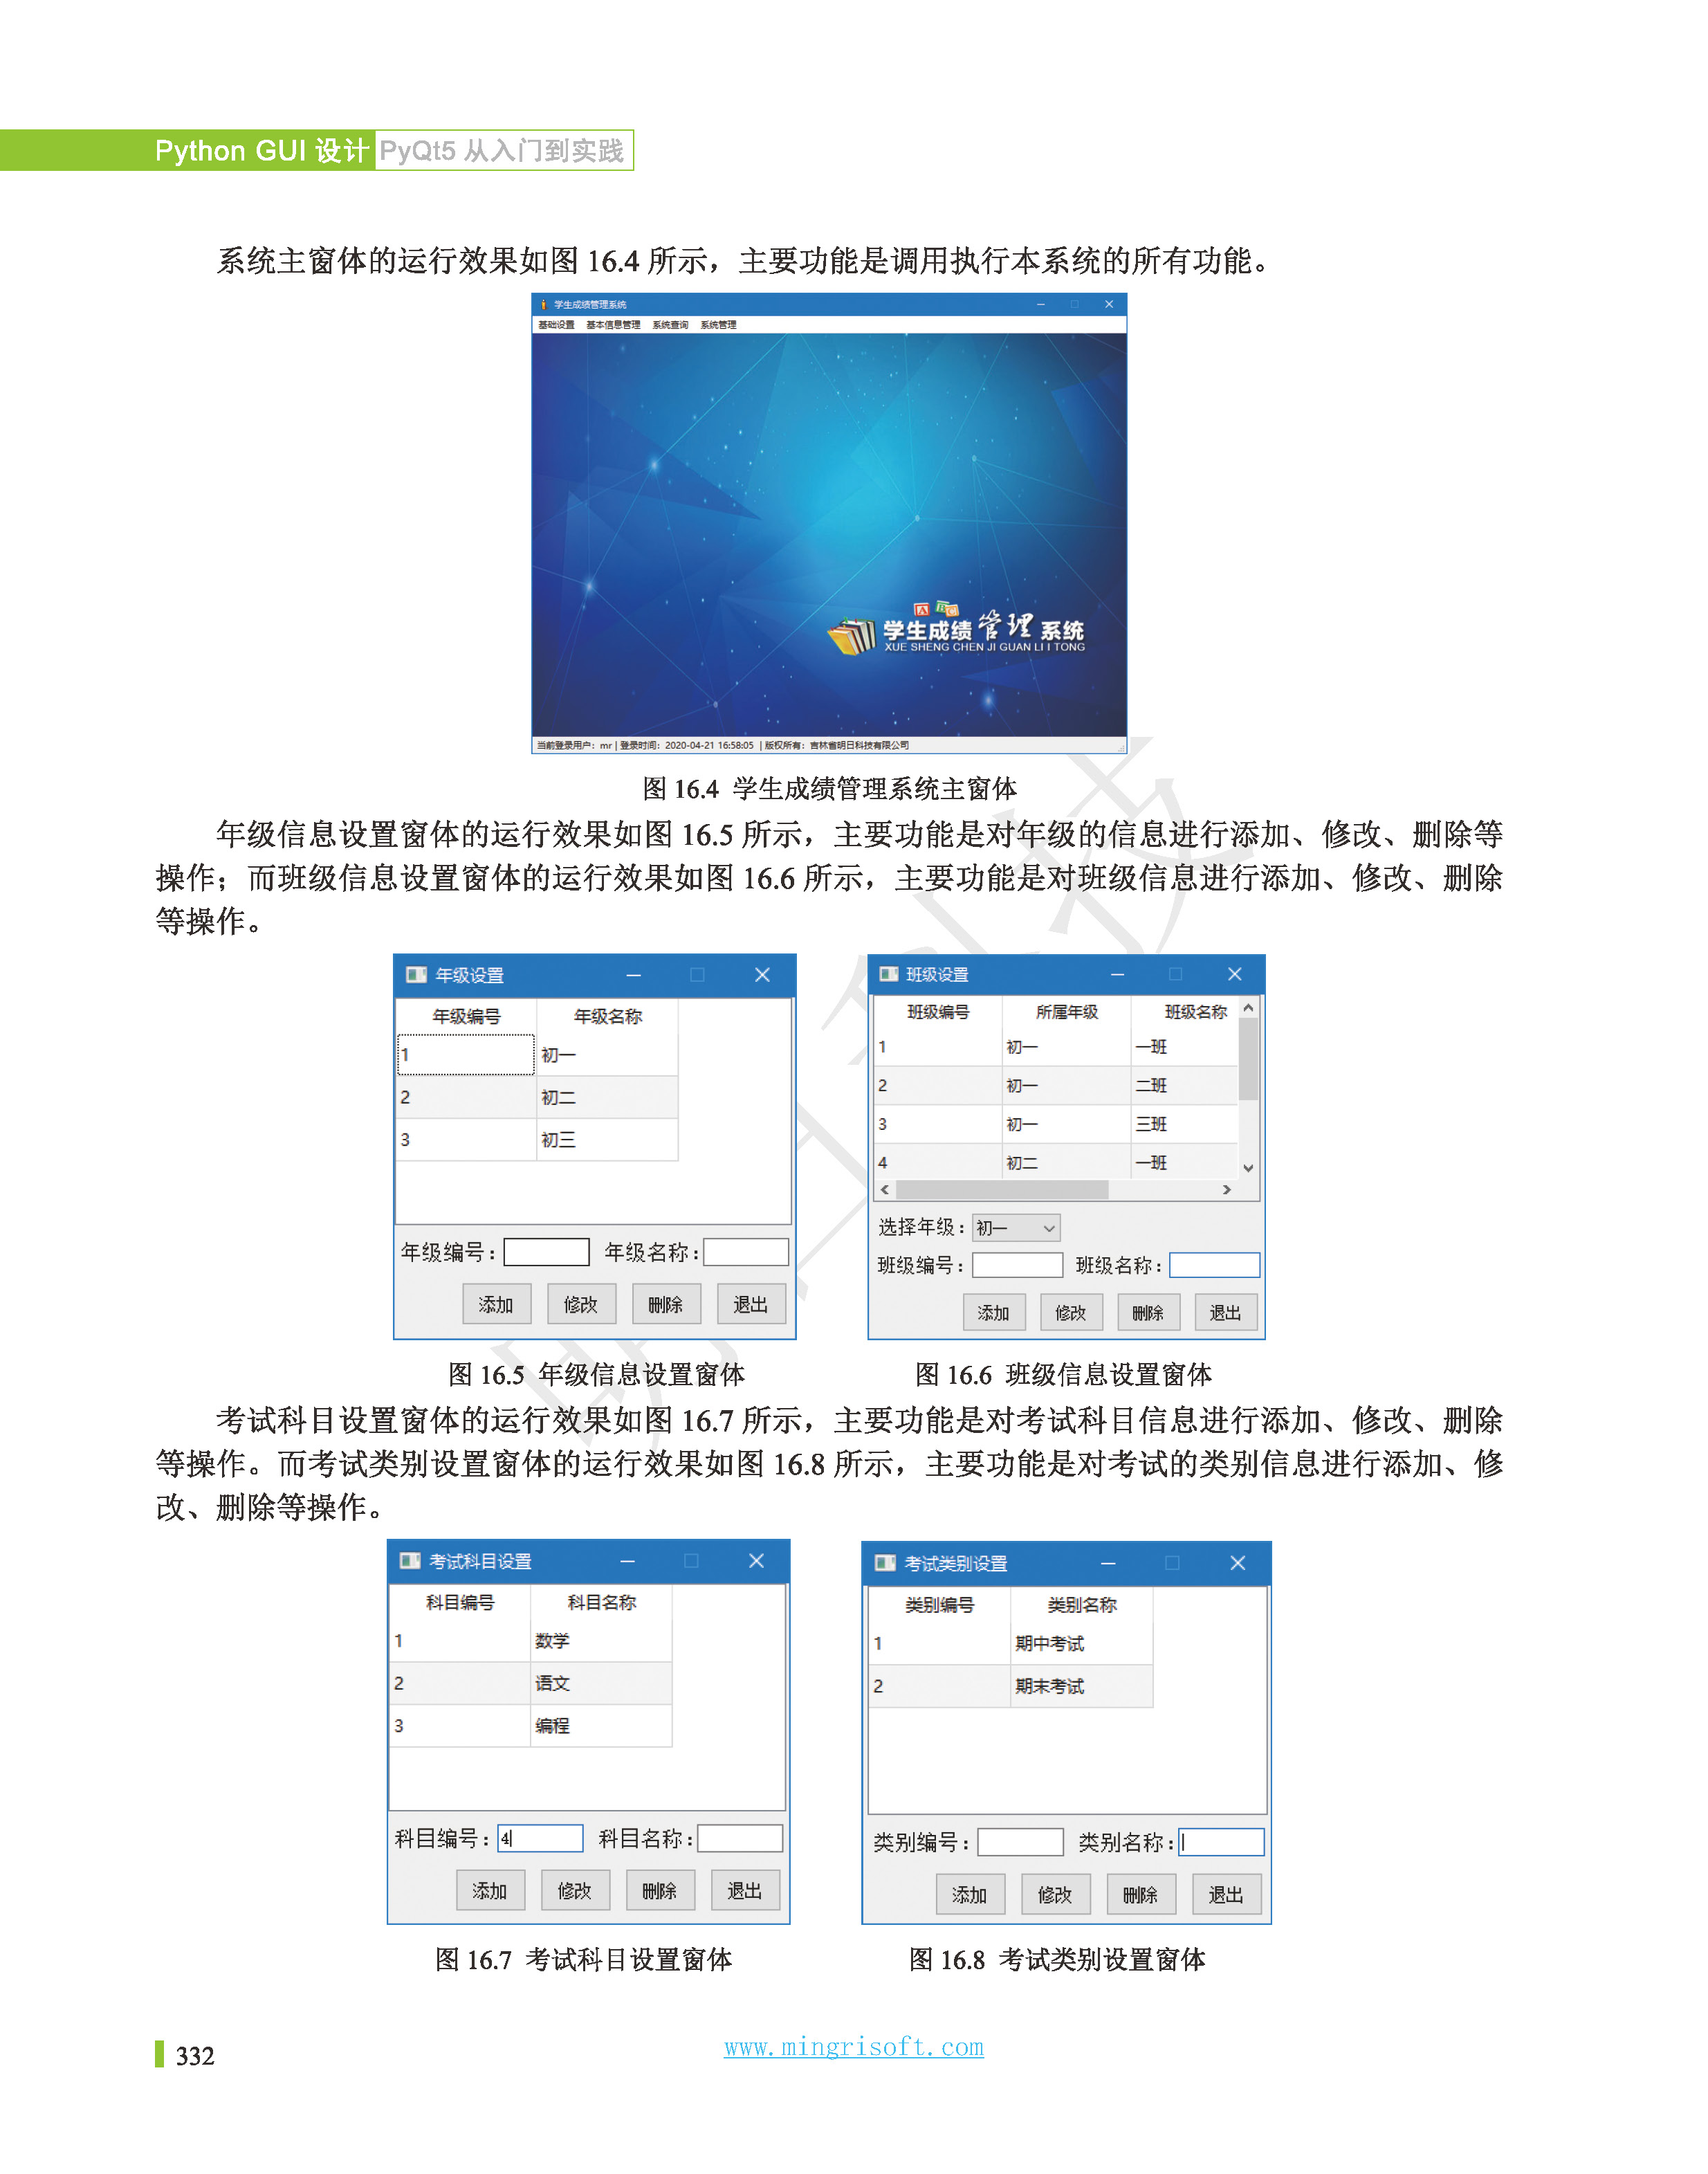 Python GUI 设计 PyQt5 从入门到实践
系统主窗体的运行效果如图 16.4 所示，主要功能是调用执行本系统的所有功能。
学生成绩管理系统
基础设置 基本信息管理 系统查询 系统管理
学生成绩管理系统
XUE SHENG CHEN JI GUAN LI I TONG
当前登录用户：mr | 登录时间：2020-04-21 16:58:05 | 版权所有：吉林省明日科技有限公司
图 16.4 学生成绩管理系统主窗体
年级信息设置窗体的运行效果如图 16.5 所示，主要功能是对年级的信息进行添加、修改、删除等
操作；而班级信息设置窗体的运行效果如图 16.6 所示，主要功能是对班级信息进行添加、修改、删除
等操作。
年级设置
年级编号 年级名称
1 初一
2 初二
3 初三
年级编号： 年级名称：
添加 修改 删除 退出
班级设置
班级编号 所属年级 班级名称
1 初一 一班
2 初一 二班
3 初一 三班
4 初二 一班
选择年级： 初一
班级编号： 班级名称：
添加 修改 删除 退出
图 16.5 年级信息设置窗体
图 16.6 班级信息设置窗体
考试科目设置窗体的运行效果如图 16.7 所示，主要功能是对考试科目信息进行添加、修改、删除
等操作。而考试类别设置窗体的运行效果如图 16.8 所示，主要功能是对考试的类别信息进行添加、修
改、删除等操作。
考试科目设置
科目编号 科目名称
1 数学
2 语文
3 编程
科目编号： 4 科目名称：
添加 修改 删除 退出
考试类别设置
类别编号 类别名称
1 期中考试
2 期末考试
类别编号： 类别名称：
添加 修改 删除 退出
图 16.7 考试科目设置窗体
图 16.8 考试类别设置窗体
332
www.mingrisoft.com
明日科技